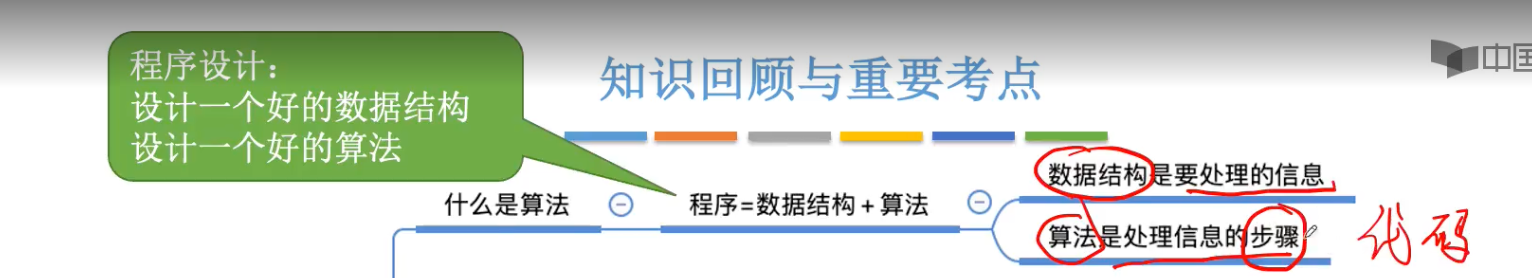 程序设计：
设计一个好的数据结构
设计一个好的算法
知识回顾与重要考点
中国
什么是算法
程序=数据结构+算法
数据结构是要处理的信息
算法是处理信息的步骤
代码